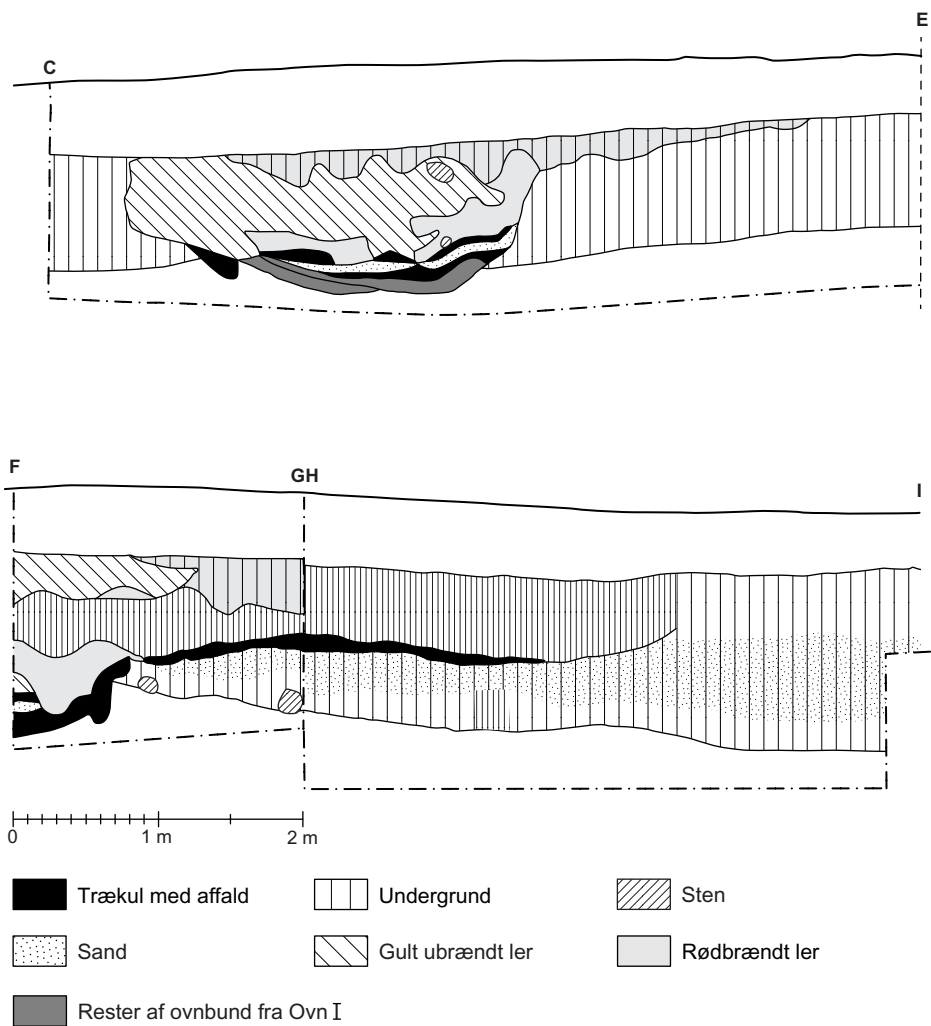 C E
F GH I
0 1 m 2 m
Trækul med affald Undergrund Sten
Sand Gult ubrændt ler Rødbrændt ler
Rester af ovnbund fra Ovn I